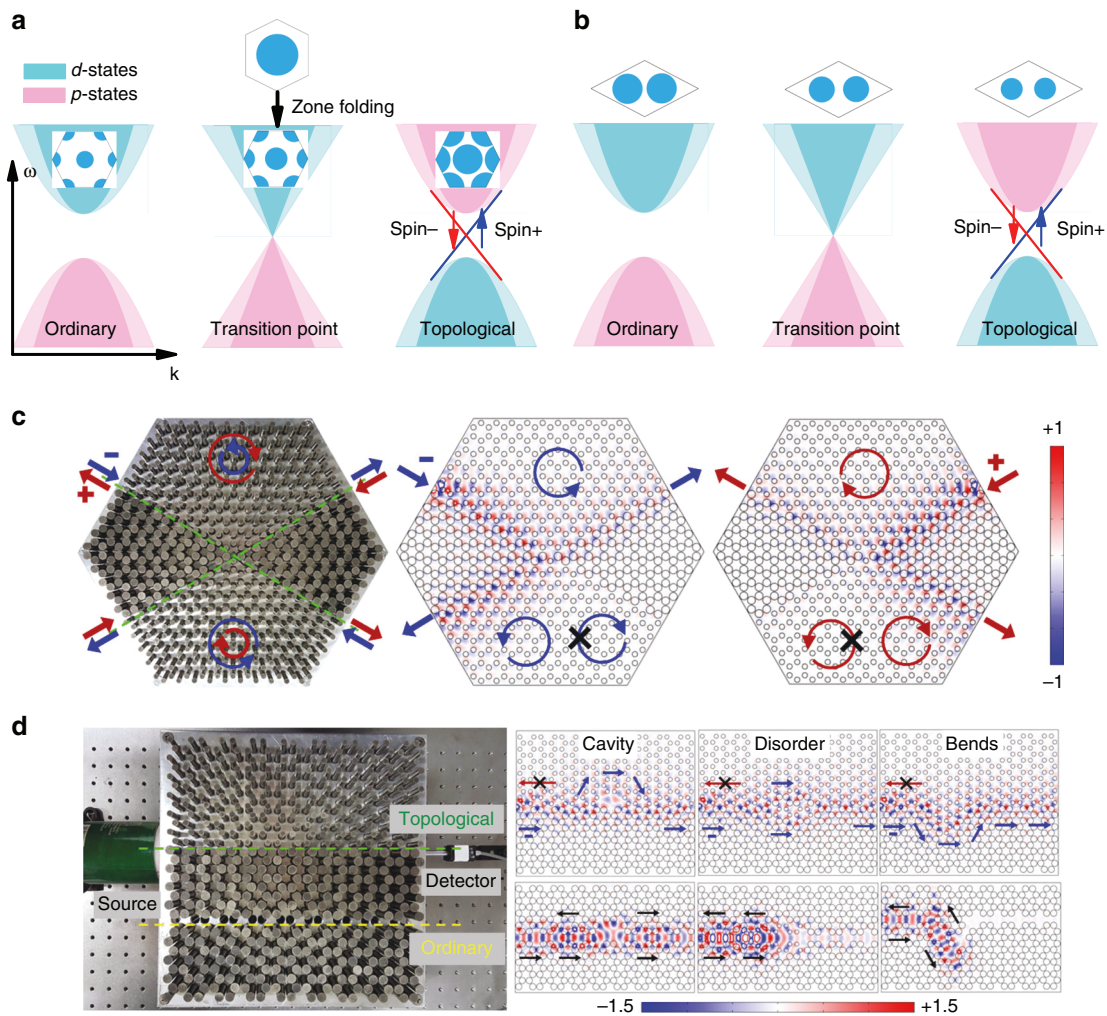 a
b
d-states
p-states
Zone folding
ω
Spin–
Spin+
Spin–
Spin+
Ordinary
Transition point
Topological
Ordinary
Transition point
Topological
k
c
–
+
–
+
+1
–1
d
Topological
Detector
Source
Ordinary
Cavity
Disorder
Bends
–
–
–
–1.5
+1.5